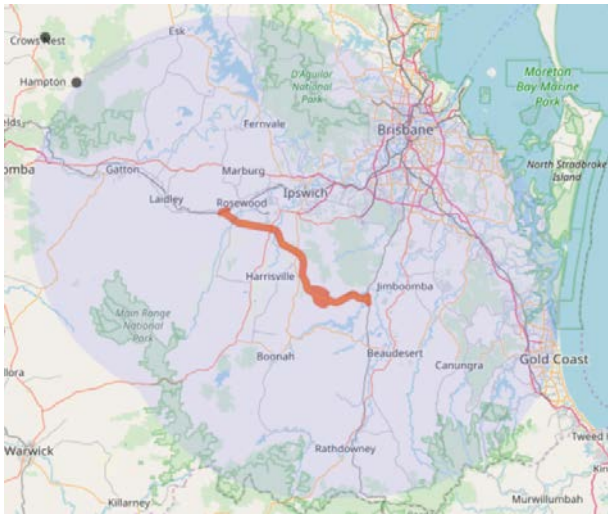 Esk
Crows Nest
Hampton
D'Aguilar
National
Park
Moreton
Bay Marine
Park
Fernvale
Brisbane
North Stradbroke
Island
Gatton
Marburg
Laidley
Rosewood
Ipswich
Harrisville
Jimboomba
Main Range
National
Park
Boonah
Beaudesert
Canungra
Gold Coast
Rathdowney
Warwick
Killarney
Murwillumbah